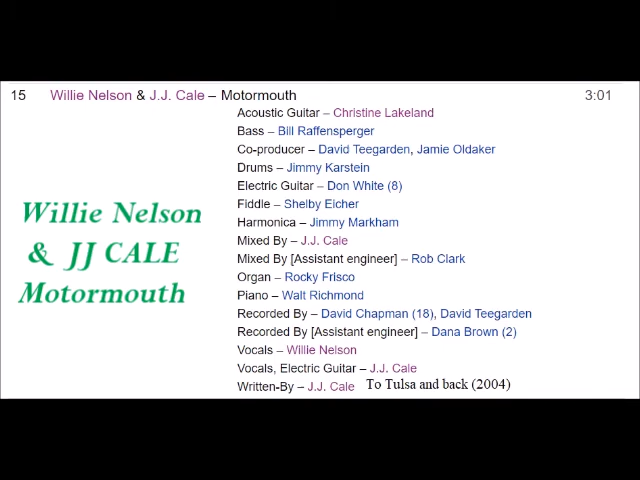 15 Willie Nelson & J.J. Cale – Motormouth 3:01
Acoustic Guitar – Christine Lakeland
Bass – Bill Raffensperger
Co-producer – David Teegarden, Jamie Oldaker
Drums – Jimmy Karstein
Electric Guitar – Don White (8)
Fiddle – Shelby Eicher
Harmonica – Jimmy Markham
Mixed By – J.J. Cale
Mixed By [Assistant engineer] – Rob Clark
Organ – Rocky Frisco
Piano – Walt Richmond
Recorded By – David Chapman (18), David Teegarden
Recorded By [Assistant engineer] – Dana Brown (2)
Vocals – Willie Nelson
Vocals, Electric Guitar – J.J. Cale
Written-By – J.J. Cale To Tulsa and back (2004)
Willie Nelson
& JJ CALE
Motormouth